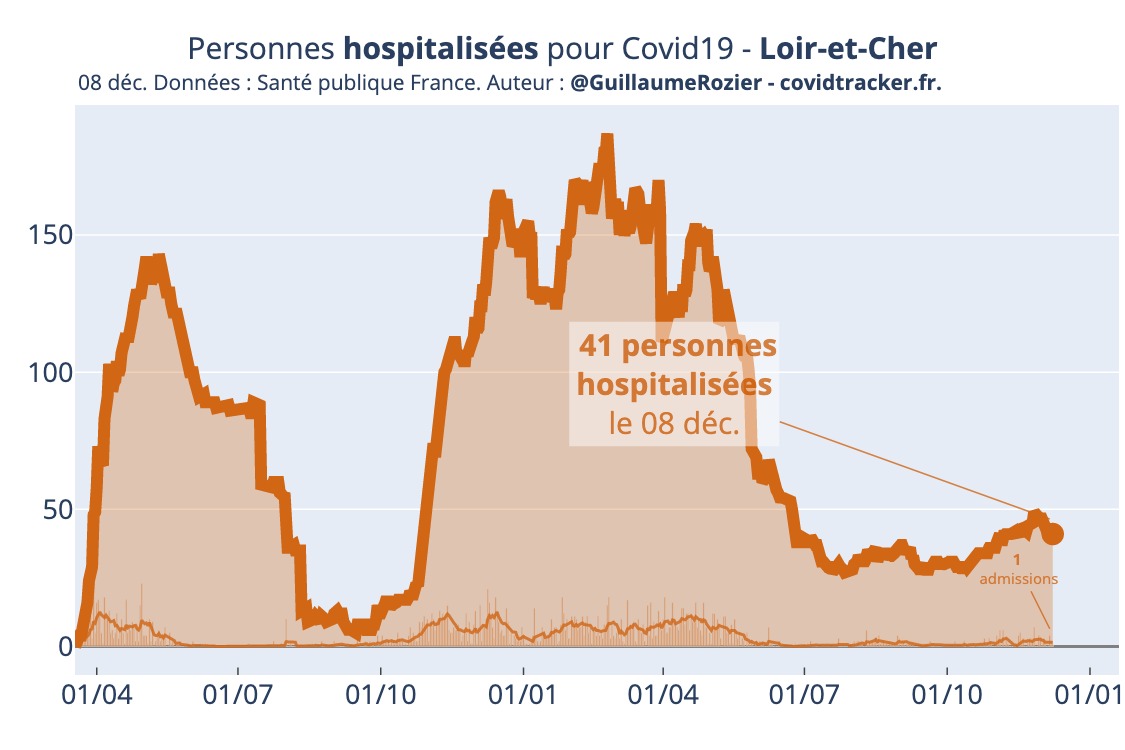 Personnes hospitalisées pour Covid19 - Loir-et-Cher
08 déc. Données : Santé publique France. Auteur : @GuillaumeRozier - covidtracker.fr.
150
100
50
0
41 personnes
hospitalisées
le 08 déc.
1
admissions
01/04 01/07 01/10 01/01 01/04 01/07 01/10 01/01